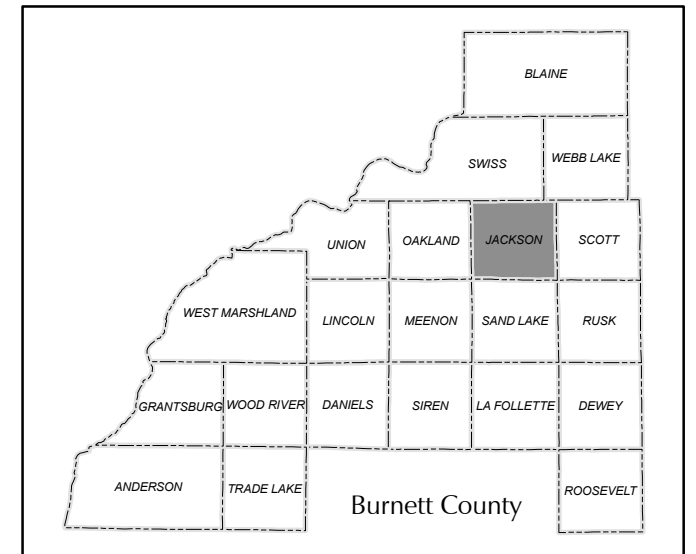 BLAINE
SWISS
WEBB LAKE
UNION
OAKLAND
JACKSON
SCOTT
WEST MARSHLAND
LINCOLN
MEENON
SAND LAKE
RUSK
GRANTSBURG
WOOD RIVER
DANIELS
SIREN
LA FOLLETTE
DEWEY
ANDERSON
TRADE LAKE
ROOSEVELT
Burnett County